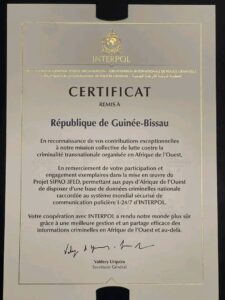 INTERPOL
CERTIFICAT
REMIS À
République de Guinée-Bissau
En reconnaissance de vos contributions exceptionnelles
à notre mission collective de lutte contre la
criminalité transnationale organisée en Afrique de l'Ouest.
En remerciement de votre participation et
engagement exemplaires dans la mise en œuvre du
Projet SIPAO JFED, permettant aux pays d'Afrique de l'Ouest
de disposer d'une base de données criminelles nationale
raccordée au système mondial sécurisé de
communication policière I-24/7 d'INTERPOL.
Votre coopération avec INTERPOL a rendu notre monde plus sûr
grâce à une meilleure gestion et un partage efficace des
informations criminelles en Afrique de l'Ouest et au-delà.
Valdecy Urquiza
Secrétaire Général